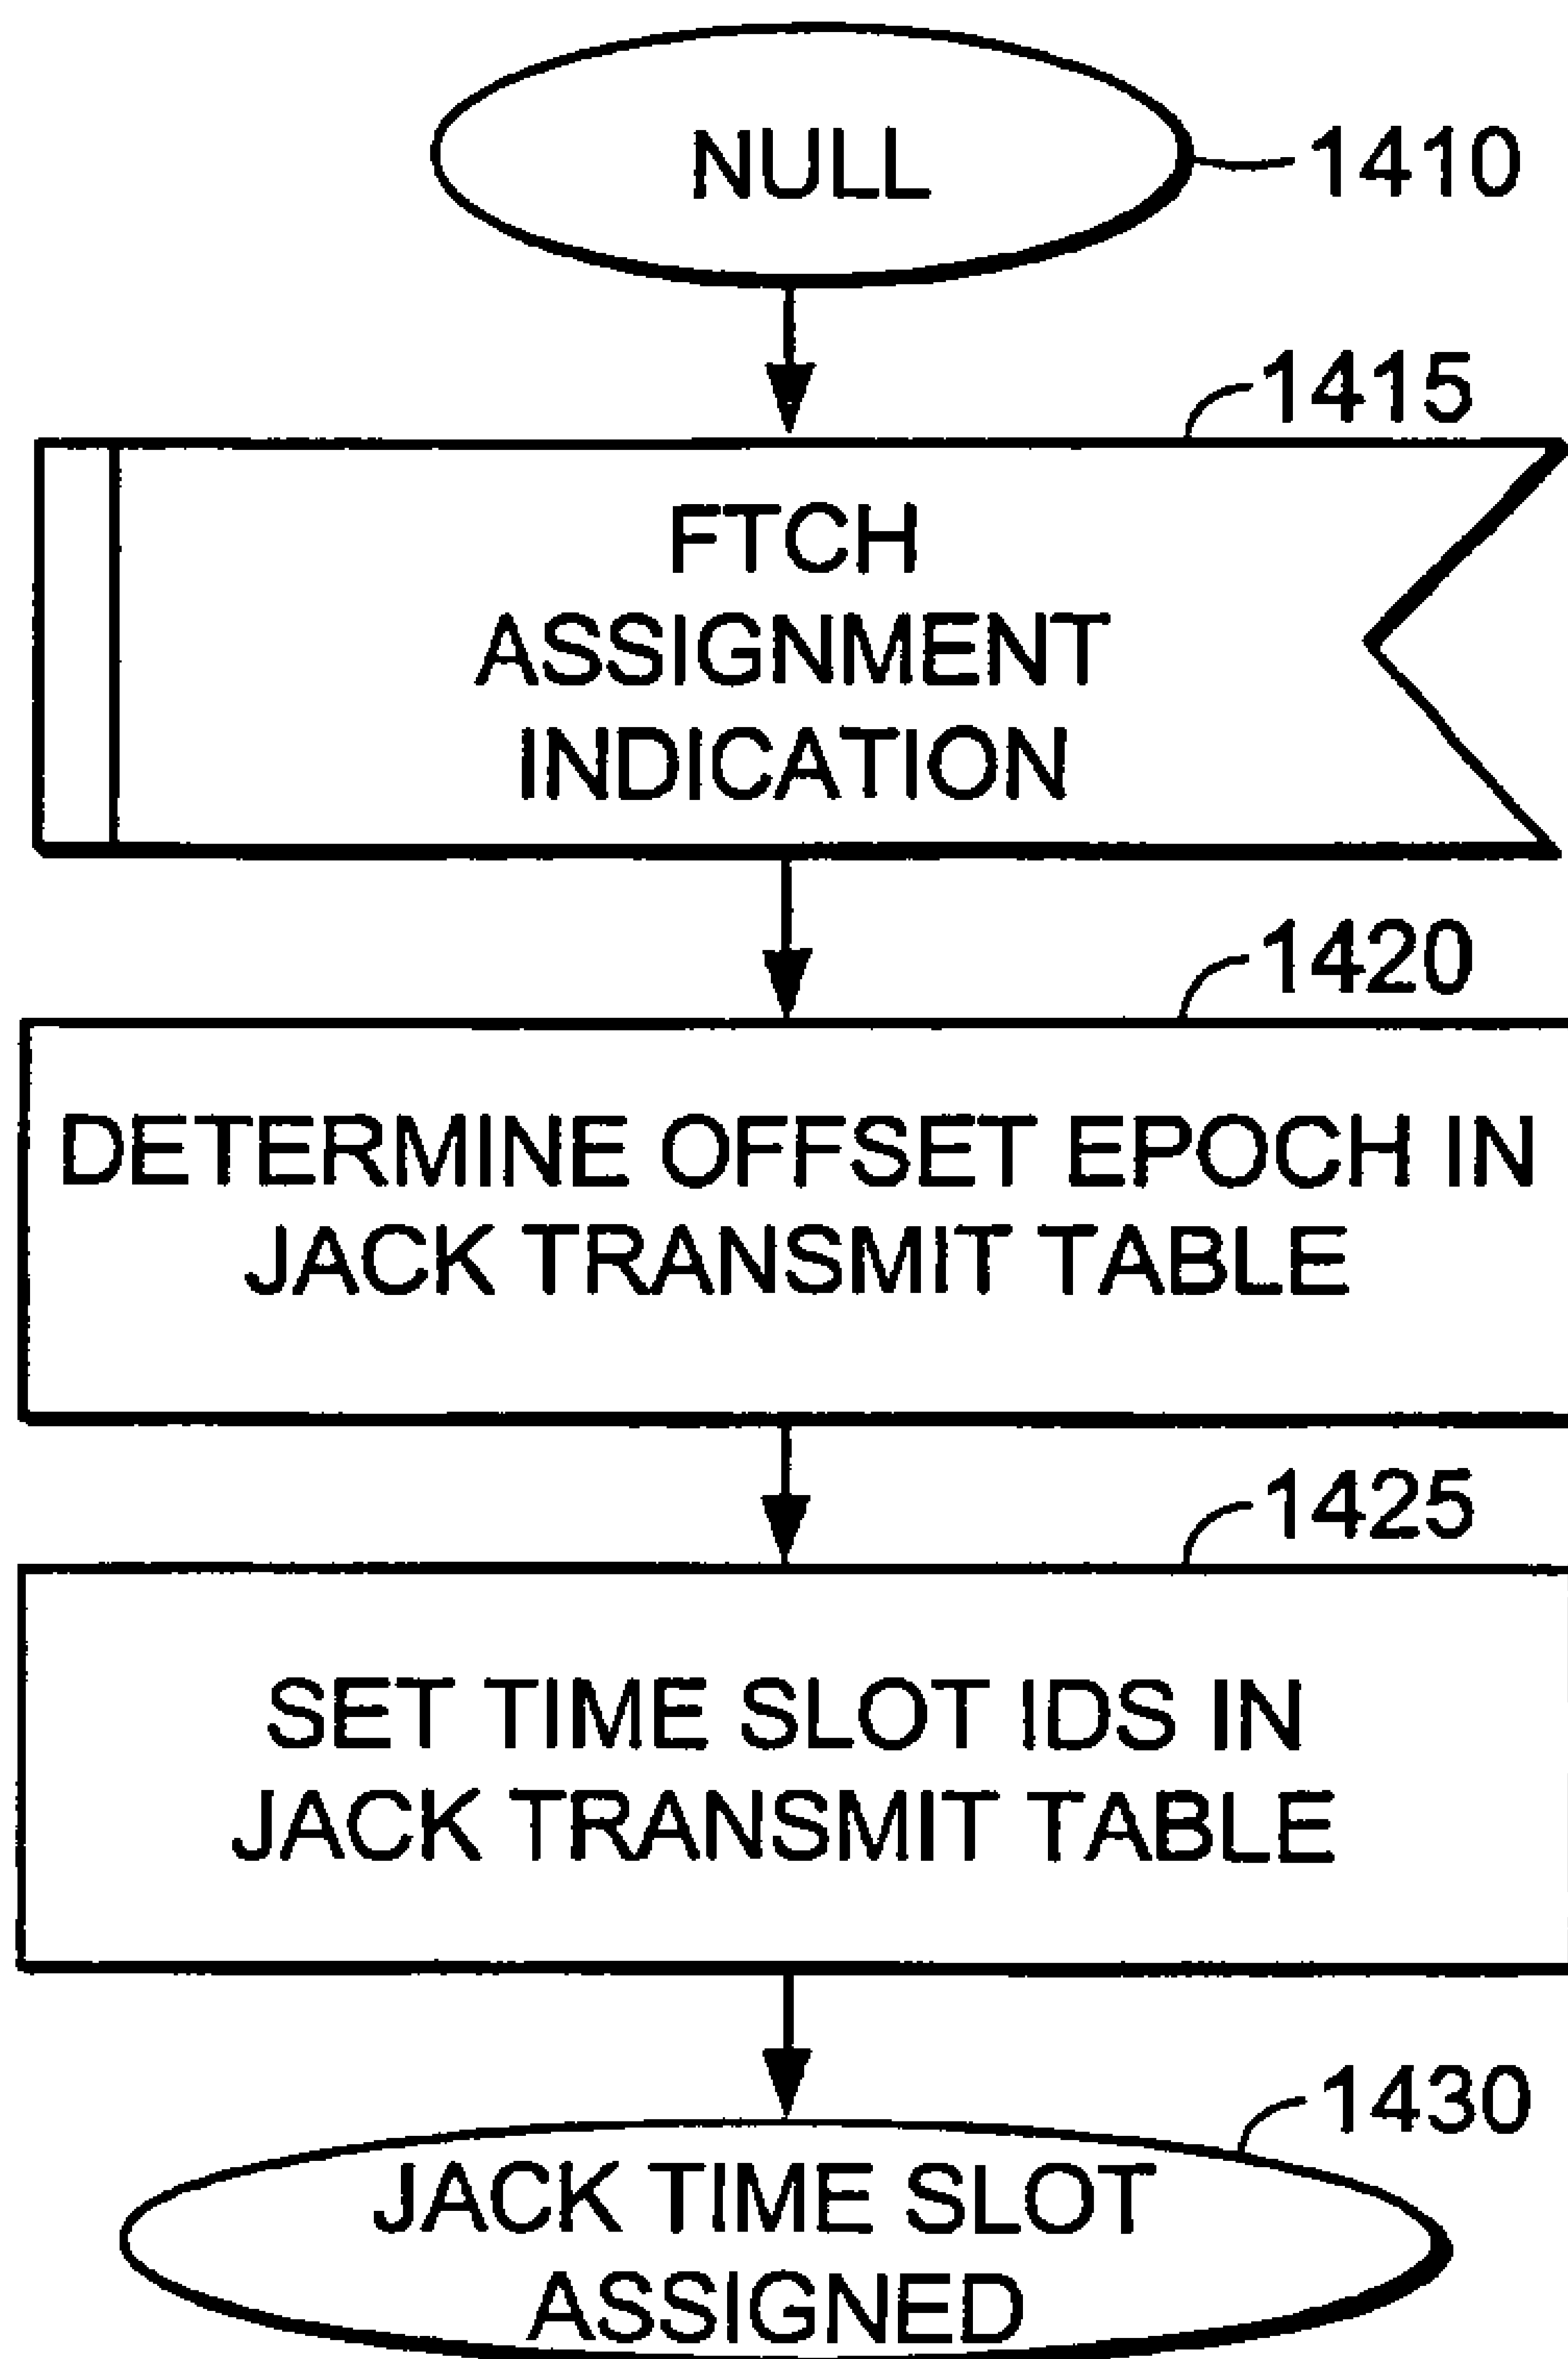 NULL
1410
1415
FTCH
ASSIGNMENT
INDICATION
1420
DETERMINE OFFSET EPOCH IN
JACK TRANSMIT TABLE
1425
SET TIME SLOT IDS IN
JACK TRANSMIT TABLE
1430
JACK TIME SLOT
ASSIGNED